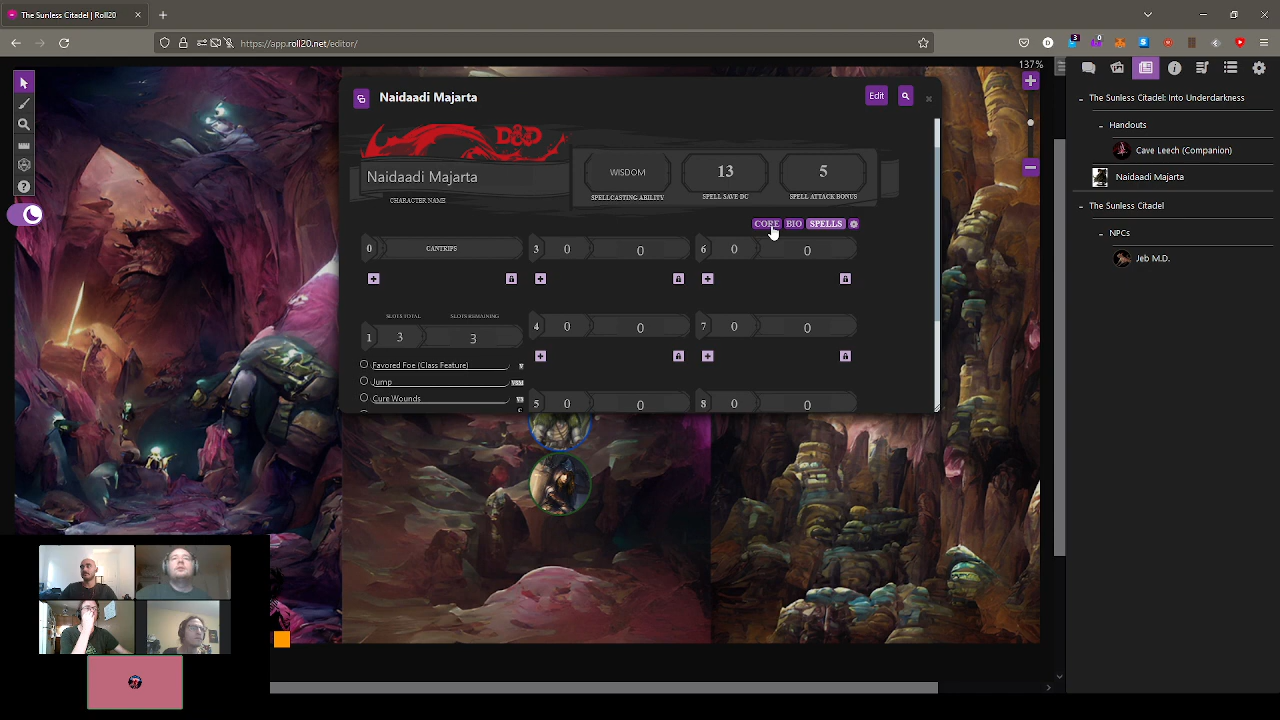 The Sunless Citadel | Roll20
https://app.roll20.net/editor/
3
0
137%
Naidaadi Majarta
Edit
D&D
Naidaadi Majarta
CHARACTER NAME
WISDOM
13
5
SPELLCASTING ABILITY
SPELL SAVE DC
SPELL ATTACK BONUS
CORE
BIO
SPELLS
0
CANTRIPS
3
0
0
6
0
0
SLOTS TOTAL
SLOTS REMAINING
1
3
3
4
0
0
7
0
0
Favored Foe (Class Feature)
V
Jump
VSM
Cure Wounds
VS
C
5
0
0
8
0
0
The Sunless Citadel: Into Underdarkness
Handouts
Cave Leech (Companion)
Naidaadi Majarta
The Sunless Citadel
NPCs
Jeb M.D.